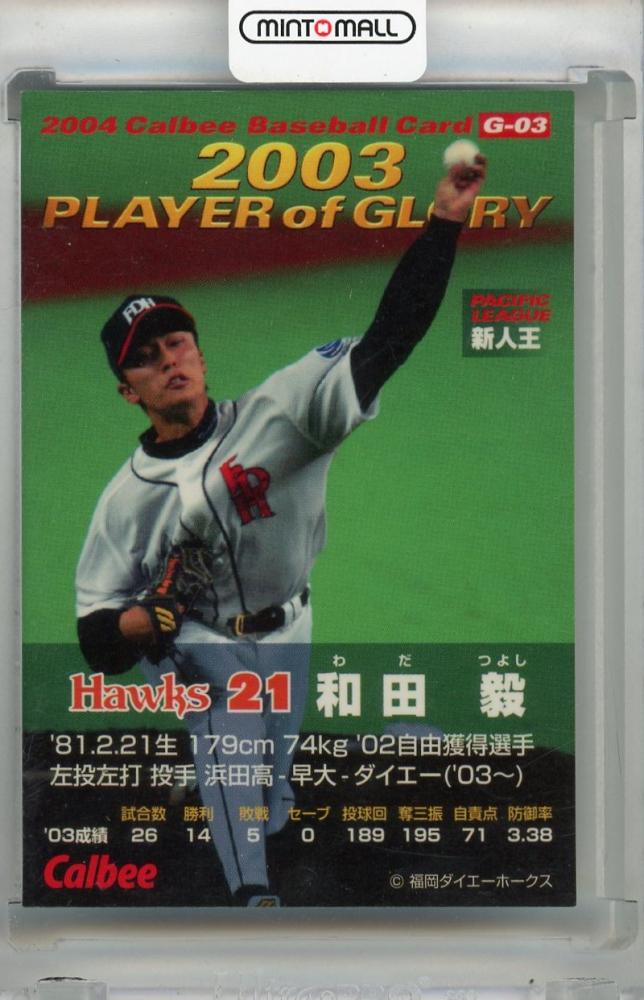 MINTOMALL
2004 Calbee Baseball Card G-03
2003
PLAYER of GLORY
FDH
PACIFIC
LEAGUE
新人王
FDH
わ だ つよし
Hawks 21 和田 毅
'81.2.21生 179cm 74kg '02自由獲得選手
左投左打 投手 浜田高-早大-ダイエー('03〜)
試合数 勝利 敗戦 セーブ 投球回 奪三振 自責点 防御率
'03成績 26 14 5 0 189 195 71 3.38
Calbee
© 福岡ダイエーホークス